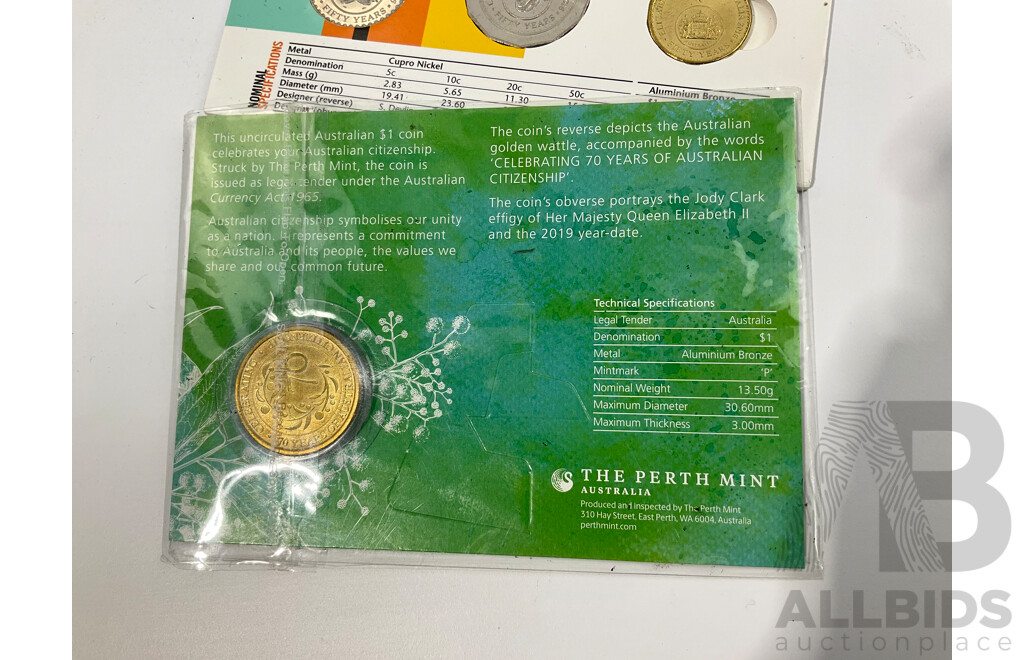 FIFTY YEARS
FIFTY YEARS
NOMINAL
SPECIFICATIONS
Metal Cupro Nickel Aluminium Bronze
Denomination 5c 10c 20c 50c $1
Mass (g) 2.83 5.65 11.30
Diameter (mm) 19.41 23.60
Designer (reverse)
This uncirculated Australian $1 coin
celebrates your Australian citizenship.
Struck by The Perth Mint, the coin is
issued as legal tender under the Australian
Currency Act 1965.
Australian citizenship symbolises our unity
as a nation. It represents a commitment
to Australia and its people, the values we
share and our common future.
The coin's reverse depicts the Australian
golden wattle, accompanied by the words
'CELEBRATING 70 YEARS OF AUSTRALIAN
CITIZENSHIP'.
The coin's obverse portrays the Jody Clark
effigy of Her Majesty Queen Elizabeth II
and the 2019 year-date.
Technical Specifications
Legal Tender Australia
Denomination $1
Metal Aluminium Bronze
Mintmark 'P'
Nominal Weight 13.50g
Maximum Diameter 30.60mm
Maximum Thickness 3.00mm
70
70 YEARS
THE PERTH MINT
AUSTRALIA
Produced and inspected by The Perth Mint
310 Hay Street, East Perth, WA 6004, Australia
perthmint.com
AB
ALLBIDS
auctionplace